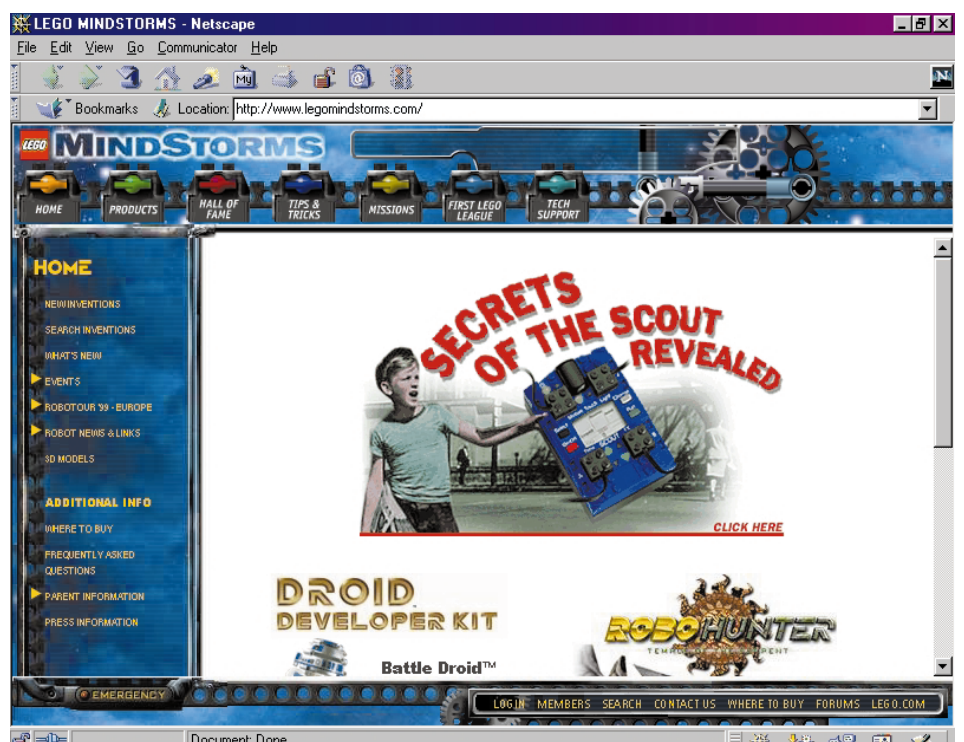 LEGO MINDSTORMS - Netscape
File Edit View Go Communicator Help
My
N
Bookmarks Location: http://www.legomindstorms.com/
LEGO MINDSTORMS
HOME
PRODUCTS
HALL OF
FAME
TIPS &
TRICKS
MISSIONS
FIRST LEGO
LEAGUE
TECH
SUPPORT
HOME
NEW INVENTIONS
SEARCH INVENTIONS
WHAT'S NEW
EVENTS
ROBOTOUR '99 - EUROPE
ROBOT NEWS & LINKS
3D MODELS
ADDITIONAL INFO
WHERE TO BUY
FREQUENTLY ASKED
QUESTIONS
PARENT INFORMATION
PRESS INFORMATION
SECRETS
OF THE SCOUT
REVEALED
SCOUT
CLICK HERE
DROID
DEVELOPER KIT
Battle Droid™
ROBOHUNTER
EMERGENCY
LOGIN MEMBERS SEARCH CONTACT US WHERE TO BUY FORUMS LEGO.COM
Document: Done